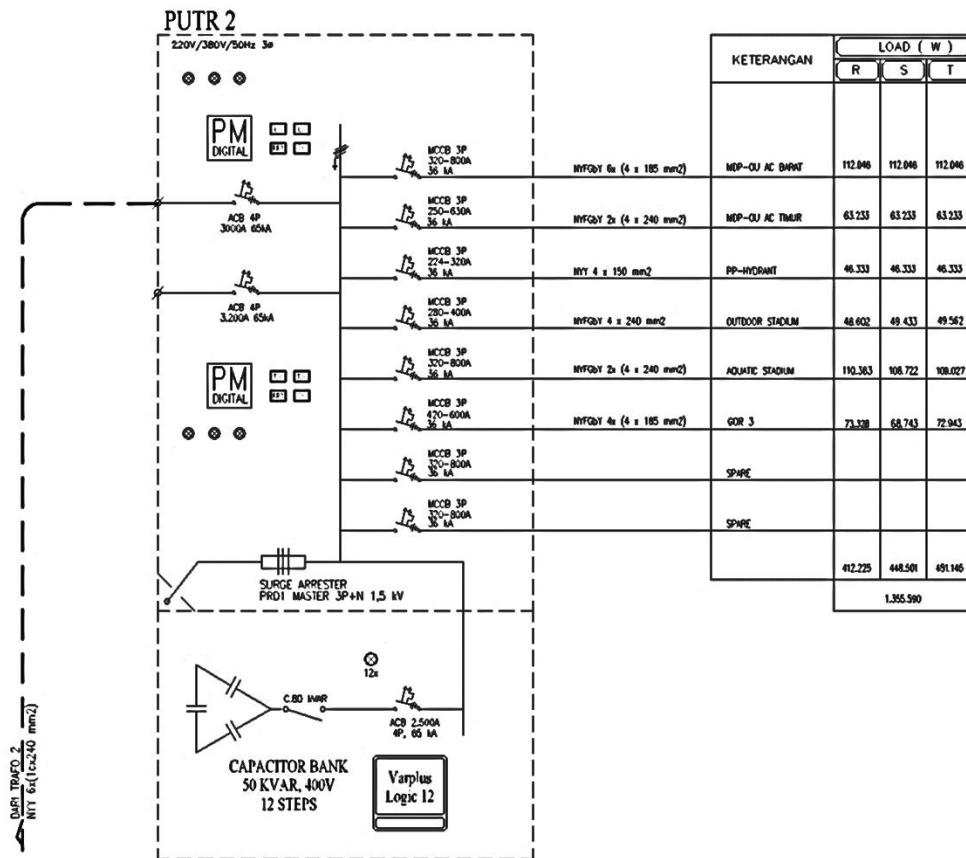 PUTR 2
220V/380V/50Hz 3ø
PM
DIGITAL
ACB 4P
3000A 65kA
ACB 4P
3.200A 65kA
PM
DIGITAL
MCCB 3P
320-800A
36 kA
NYFGbY 6x (4 x 185 mm2)
MCCB 3P
250-630A
36 kA
NYFGbY 2x (4 x 240 mm2)
MCCB 3P
224-320A
36 kA
NYY 4 x 150 mm2
MCCB 3P
280-400A
36 kA
NYFGbY 4 x 240 mm2
MCCB 3P
320-800A
36 kA
NYFGbY 2x (4 x 240 mm2)
MCCB 3P
420-600A
36 kA
NYFGbY 4x (4 x 185 mm2)
MCCB 3P
320-800A
36 kA
MCCB 3P
320-800A
36 kA
KETERANGAN
LOAD ( W )
R S T
MDP-OU AC BARAT 112.046 112.046 112.046
MDP-OU AC TIMUR 63.233 63.233 63.233
PP-HYDRANT 46.333 46.333 46.333
OUTDOOR STADIUM 48.602 49.433 49.562
AQUATIC STADIUM 110.383 108.722 109.027
GOR 3 73.328 68.743 72.943
SPARE
SPARE
412.225 448.501 491.146
1.355.590
SURGE ARRESTER
PRD1 MASTER 3P+N 1,5 kV
12x
C.80 kVAR
ACB 2.500A
4P, 65 kA
CAPACITOR BANK
50 KVAR, 400V
12 STEPS
Varplus
Logic 12
DARI TRAFO 2
NYY 6x(1cx240 mm2)